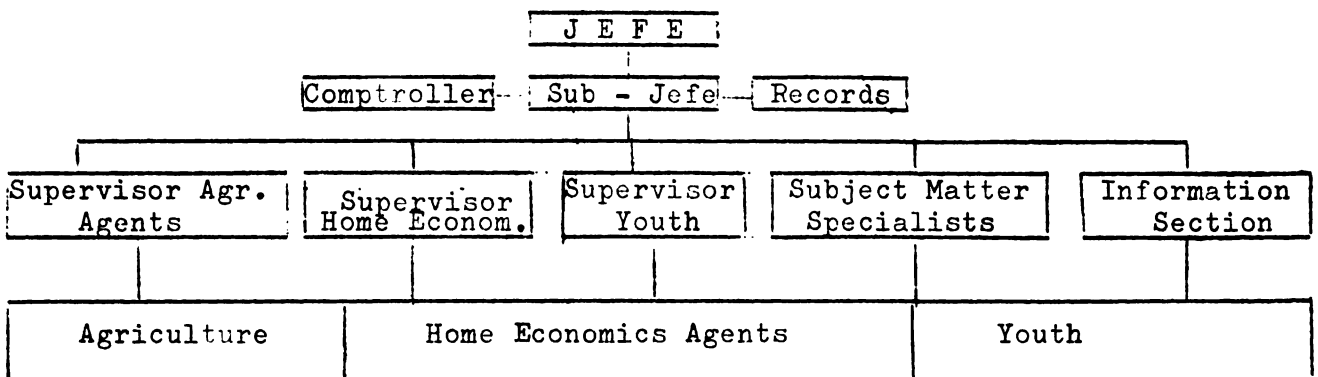 J E F E
Comptroller Sub - Jefe Records
Supervisor Agr.
Agents
Supervisor
Home Econom.
Supervisor
Youth
Subject Matter
Specialists
Information
Section
Agriculture Home Economics Agents Youth